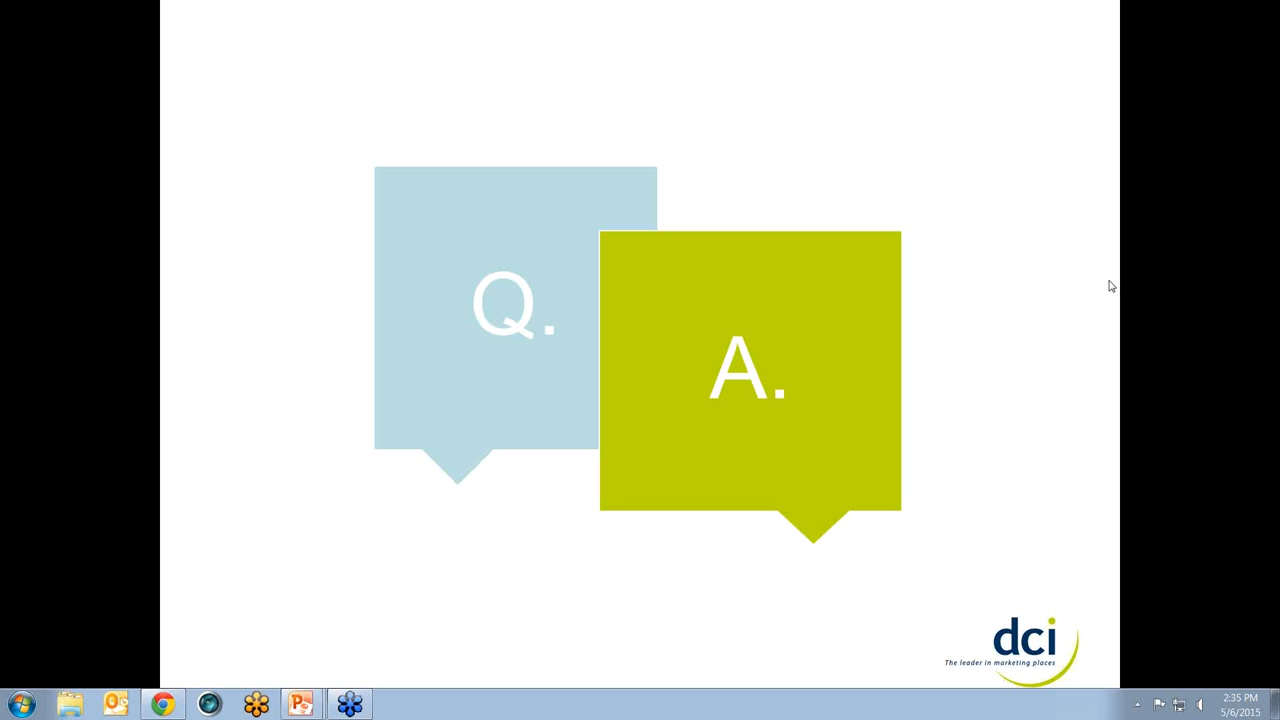 Q.
A.
dci
The leader in marketing places
2:35 PM
5/6/2015